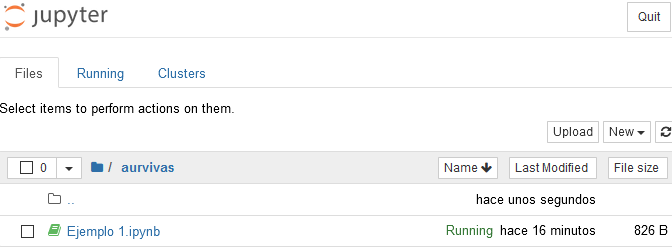 jupyter
Quit
Files Running Clusters
Select items to perform actions on them.
Upload New
0 / aurvivas Name Last Modified File size
.. hace unos segundos
Ejemplo 1.ipynb Running hace 16 minutos 826 B